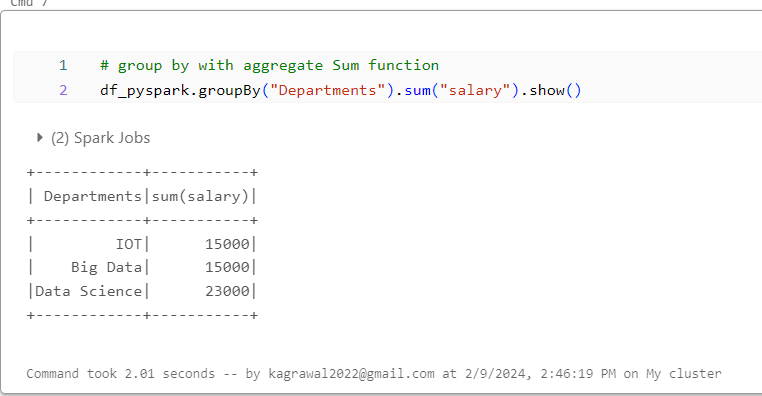 Cmd 7
1 # group by with aggregate Sum function
2 df_pyspark.groupBy("Departments").sum("salary").show()
(2) Spark Jobs
+------------+-----------+
| Departments|sum(salary)|
+------------+-----------+
|         IOT|      15000|
|    Big Data|      15000|
|Data Science|      23000|
+------------+-----------+
Command took 2.01 seconds -- by kagrawal2022@gmail.com at 2/9/2024, 2:46:19 PM on My cluster